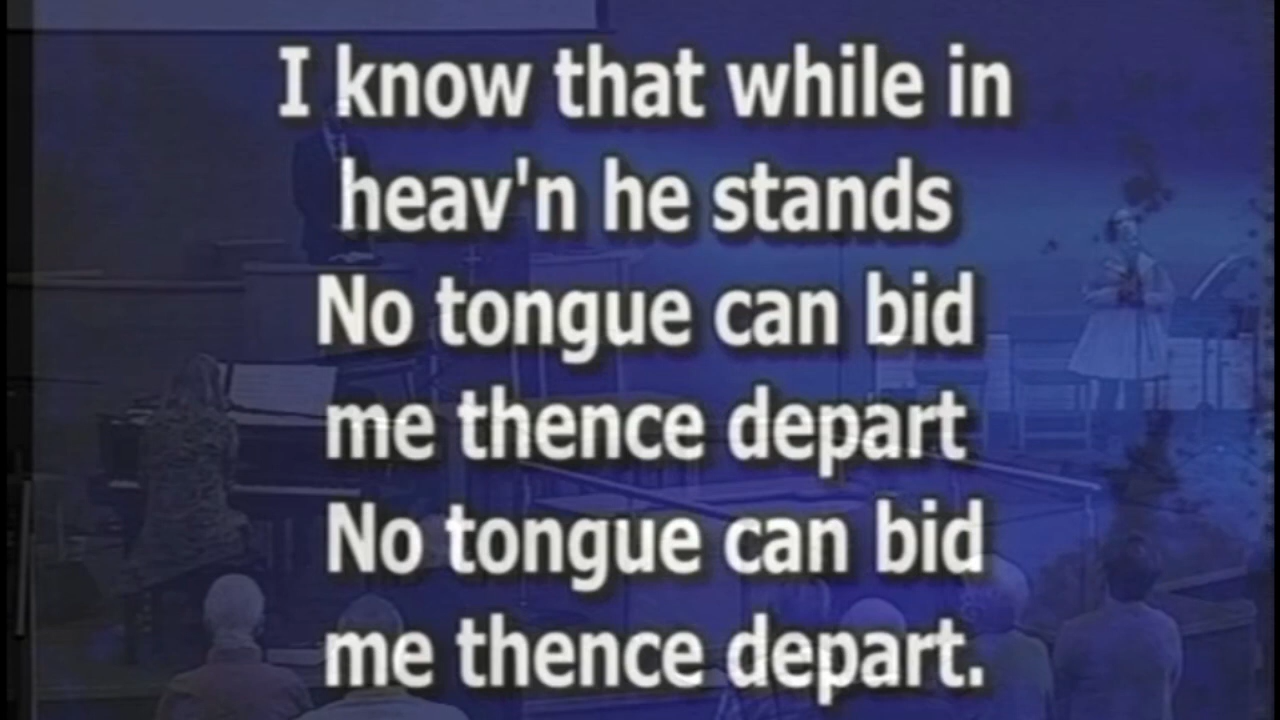 I know that while in
heav'n he stands
No tongue can bid
me thence depart
No tongue can bid
me thence depart.